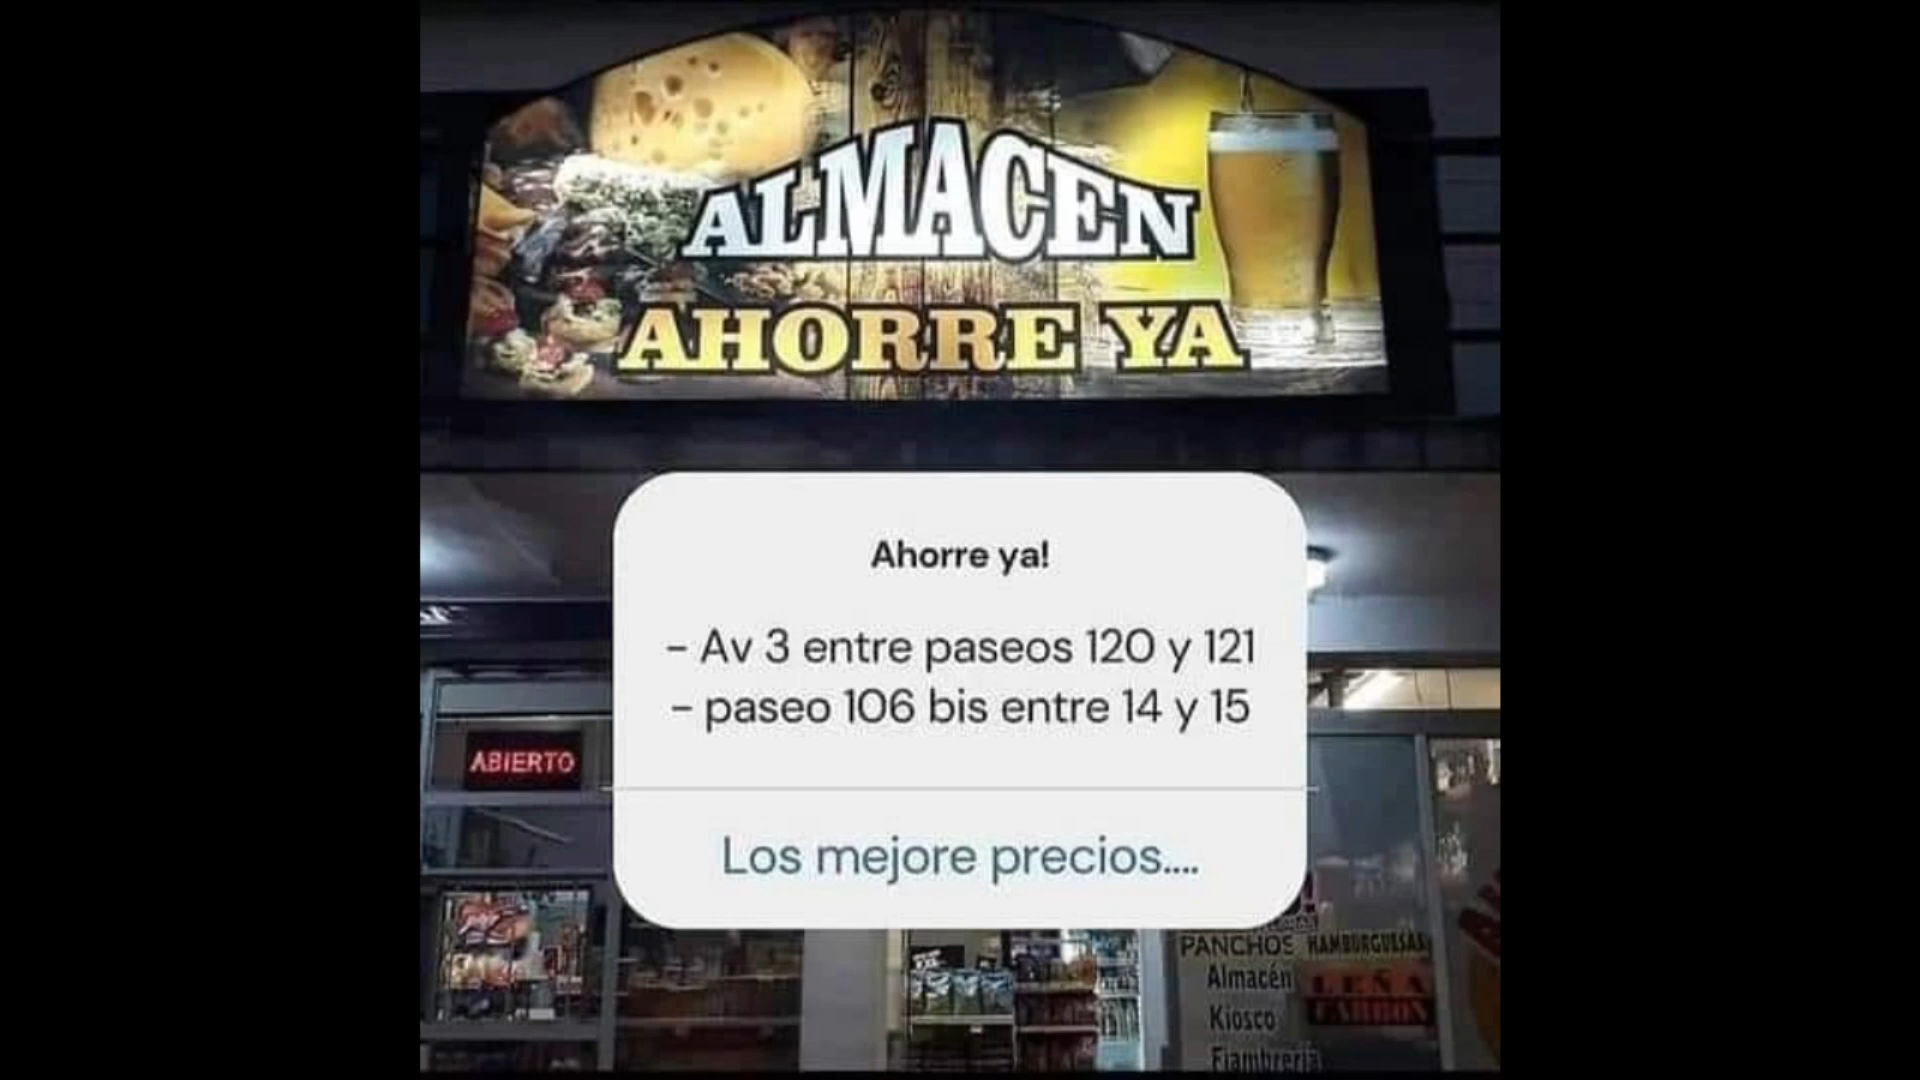 ALMACEN
AHORRE YA
Ahorre ya!
- Av 3 entre paseos 120 y 121
- paseo 106 bis entre 14 y 15
ABIERTO
Los mejore precios....
PANCHOS HAMBURGUESAS
Almacén
LEÑA
CARBON
Kiosco
Fiambrería